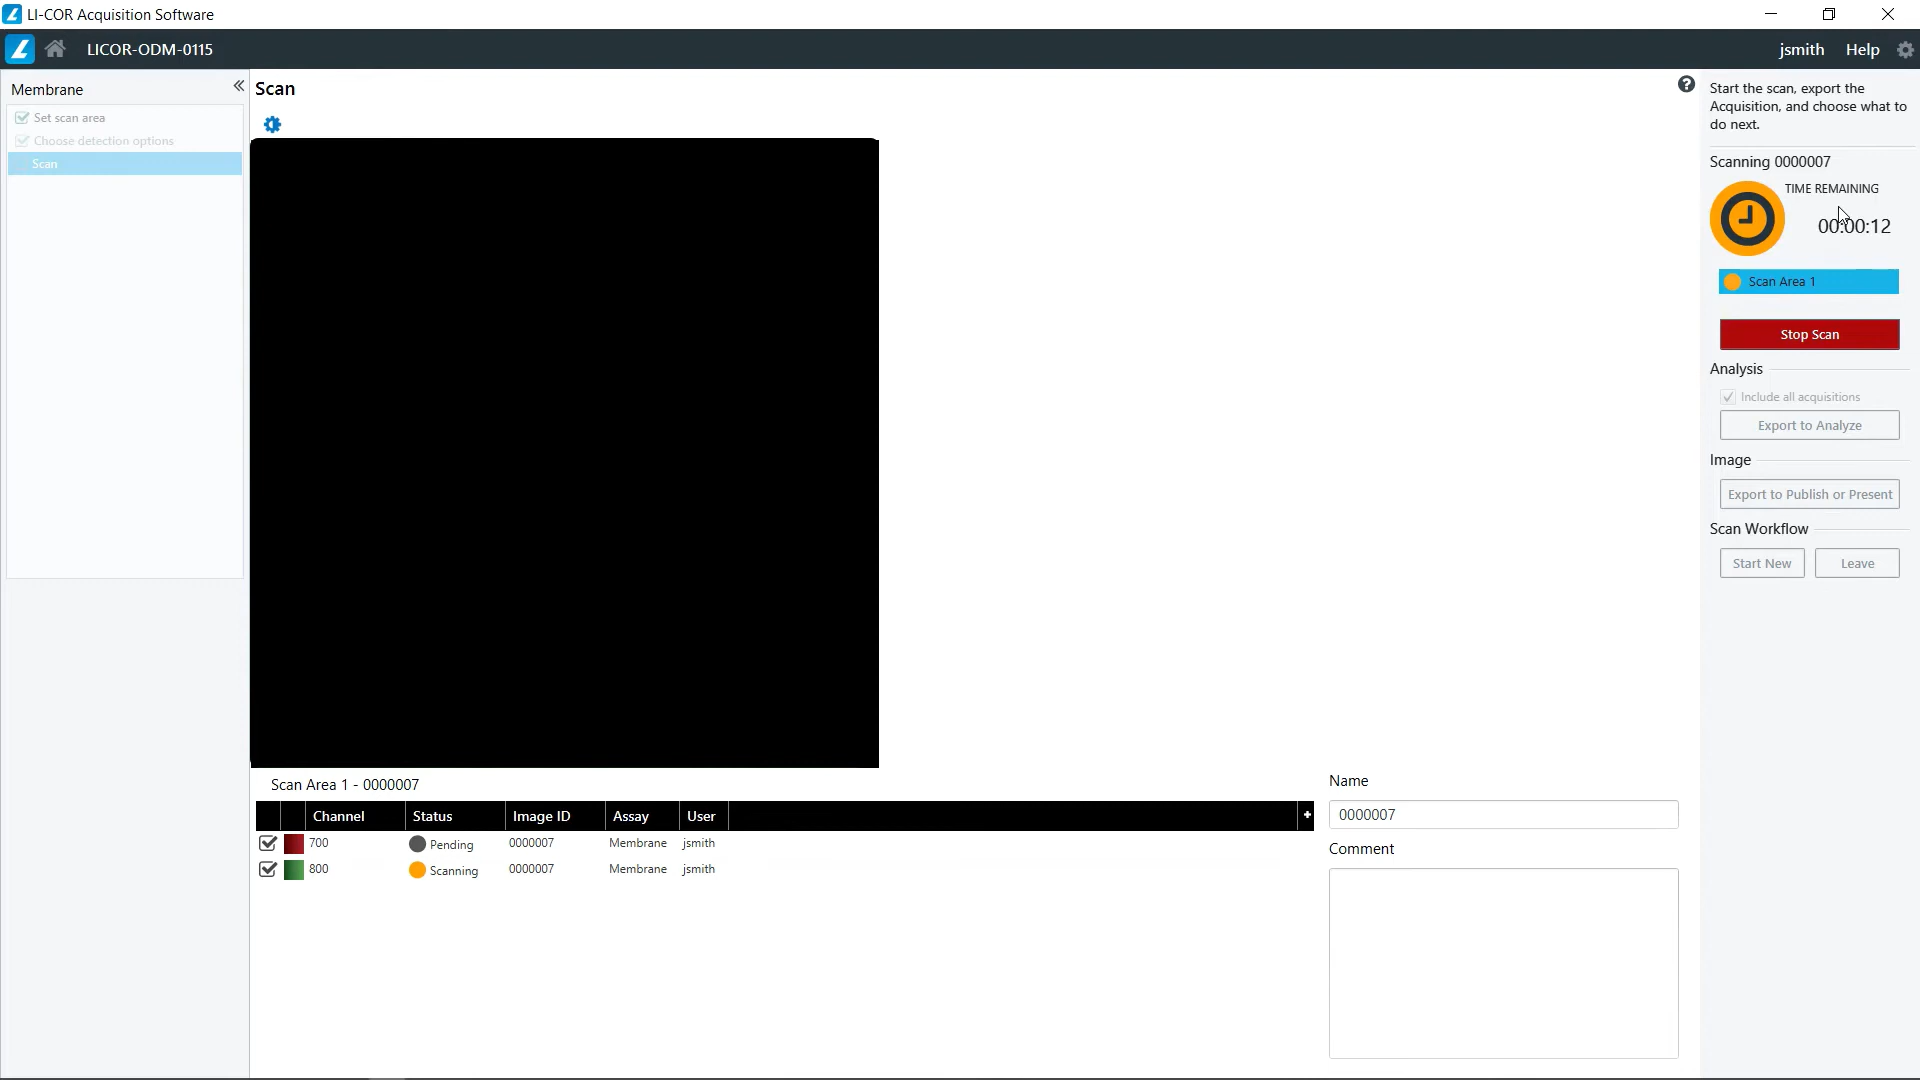 LI-COR Acquisition Software
LICOR-ODM-0115
jsmith Help
Membrane
Set scan area
Choose detection options
Scan
Scan
Start the scan, export the
Acquisition, and choose what to
do next.
Scanning 0000007
TIME REMAINING
00:00:12
Scan Area 1
Stop Scan
Analysis
Include all acquisitions
Export to Analyze
Image
Export to Publish or Present
Scan Workflow
Start New Leave
Scan Area 1 - 0000007
Channel Status Image ID Assay User +
700 Pending 0000007 Membrane jsmith
800 Scanning 0000007 Membrane jsmith
Name
0000007
Comment